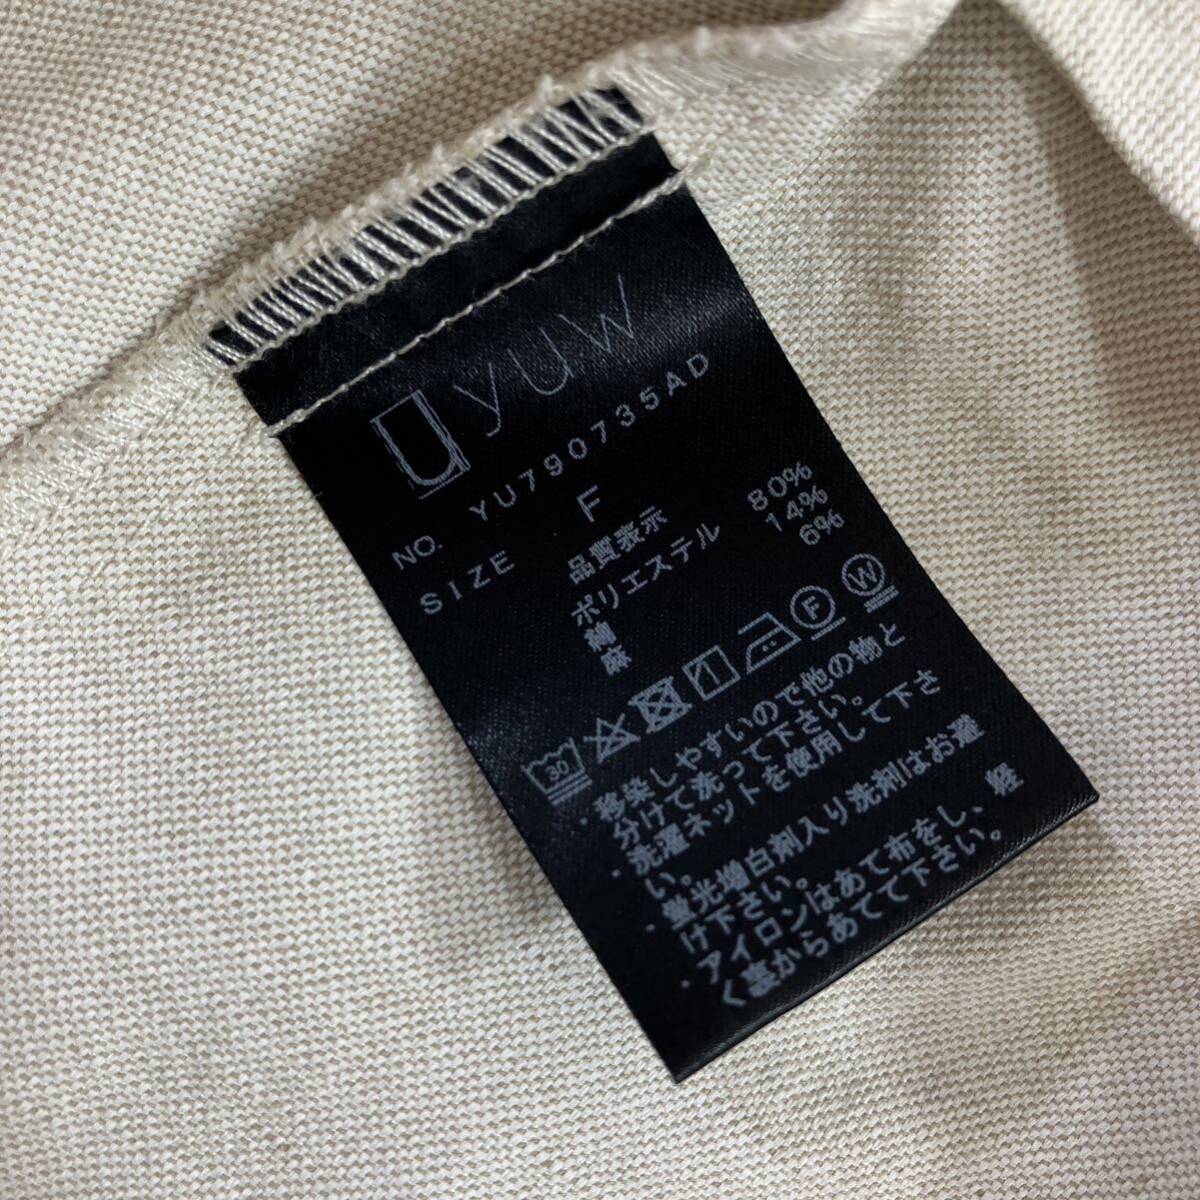 U yuw
NO. YU790735AD
SIZE F
品質表示
ポリエステル 80%
綿 14%
麻 6%
30 F W
・移染しやすいので他の物と
分けて洗って下さい。
・洗濯ネットを使用して下さ
い。
・蛍光増白剤入り洗剤はお避
け下さい。
・アイロンはあて布をし、軽
く裏からあてて下さい。